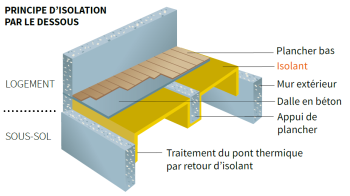 PRINCIPE D'ISOLATION
PAR LE DESSOUS
Plancher bas
Isolant
LOGEMENT
Mur extérieur
Dalle en béton
Appui de
plancher
SOUS-SOL
Traitement du pont thermique
par retour d'isolant